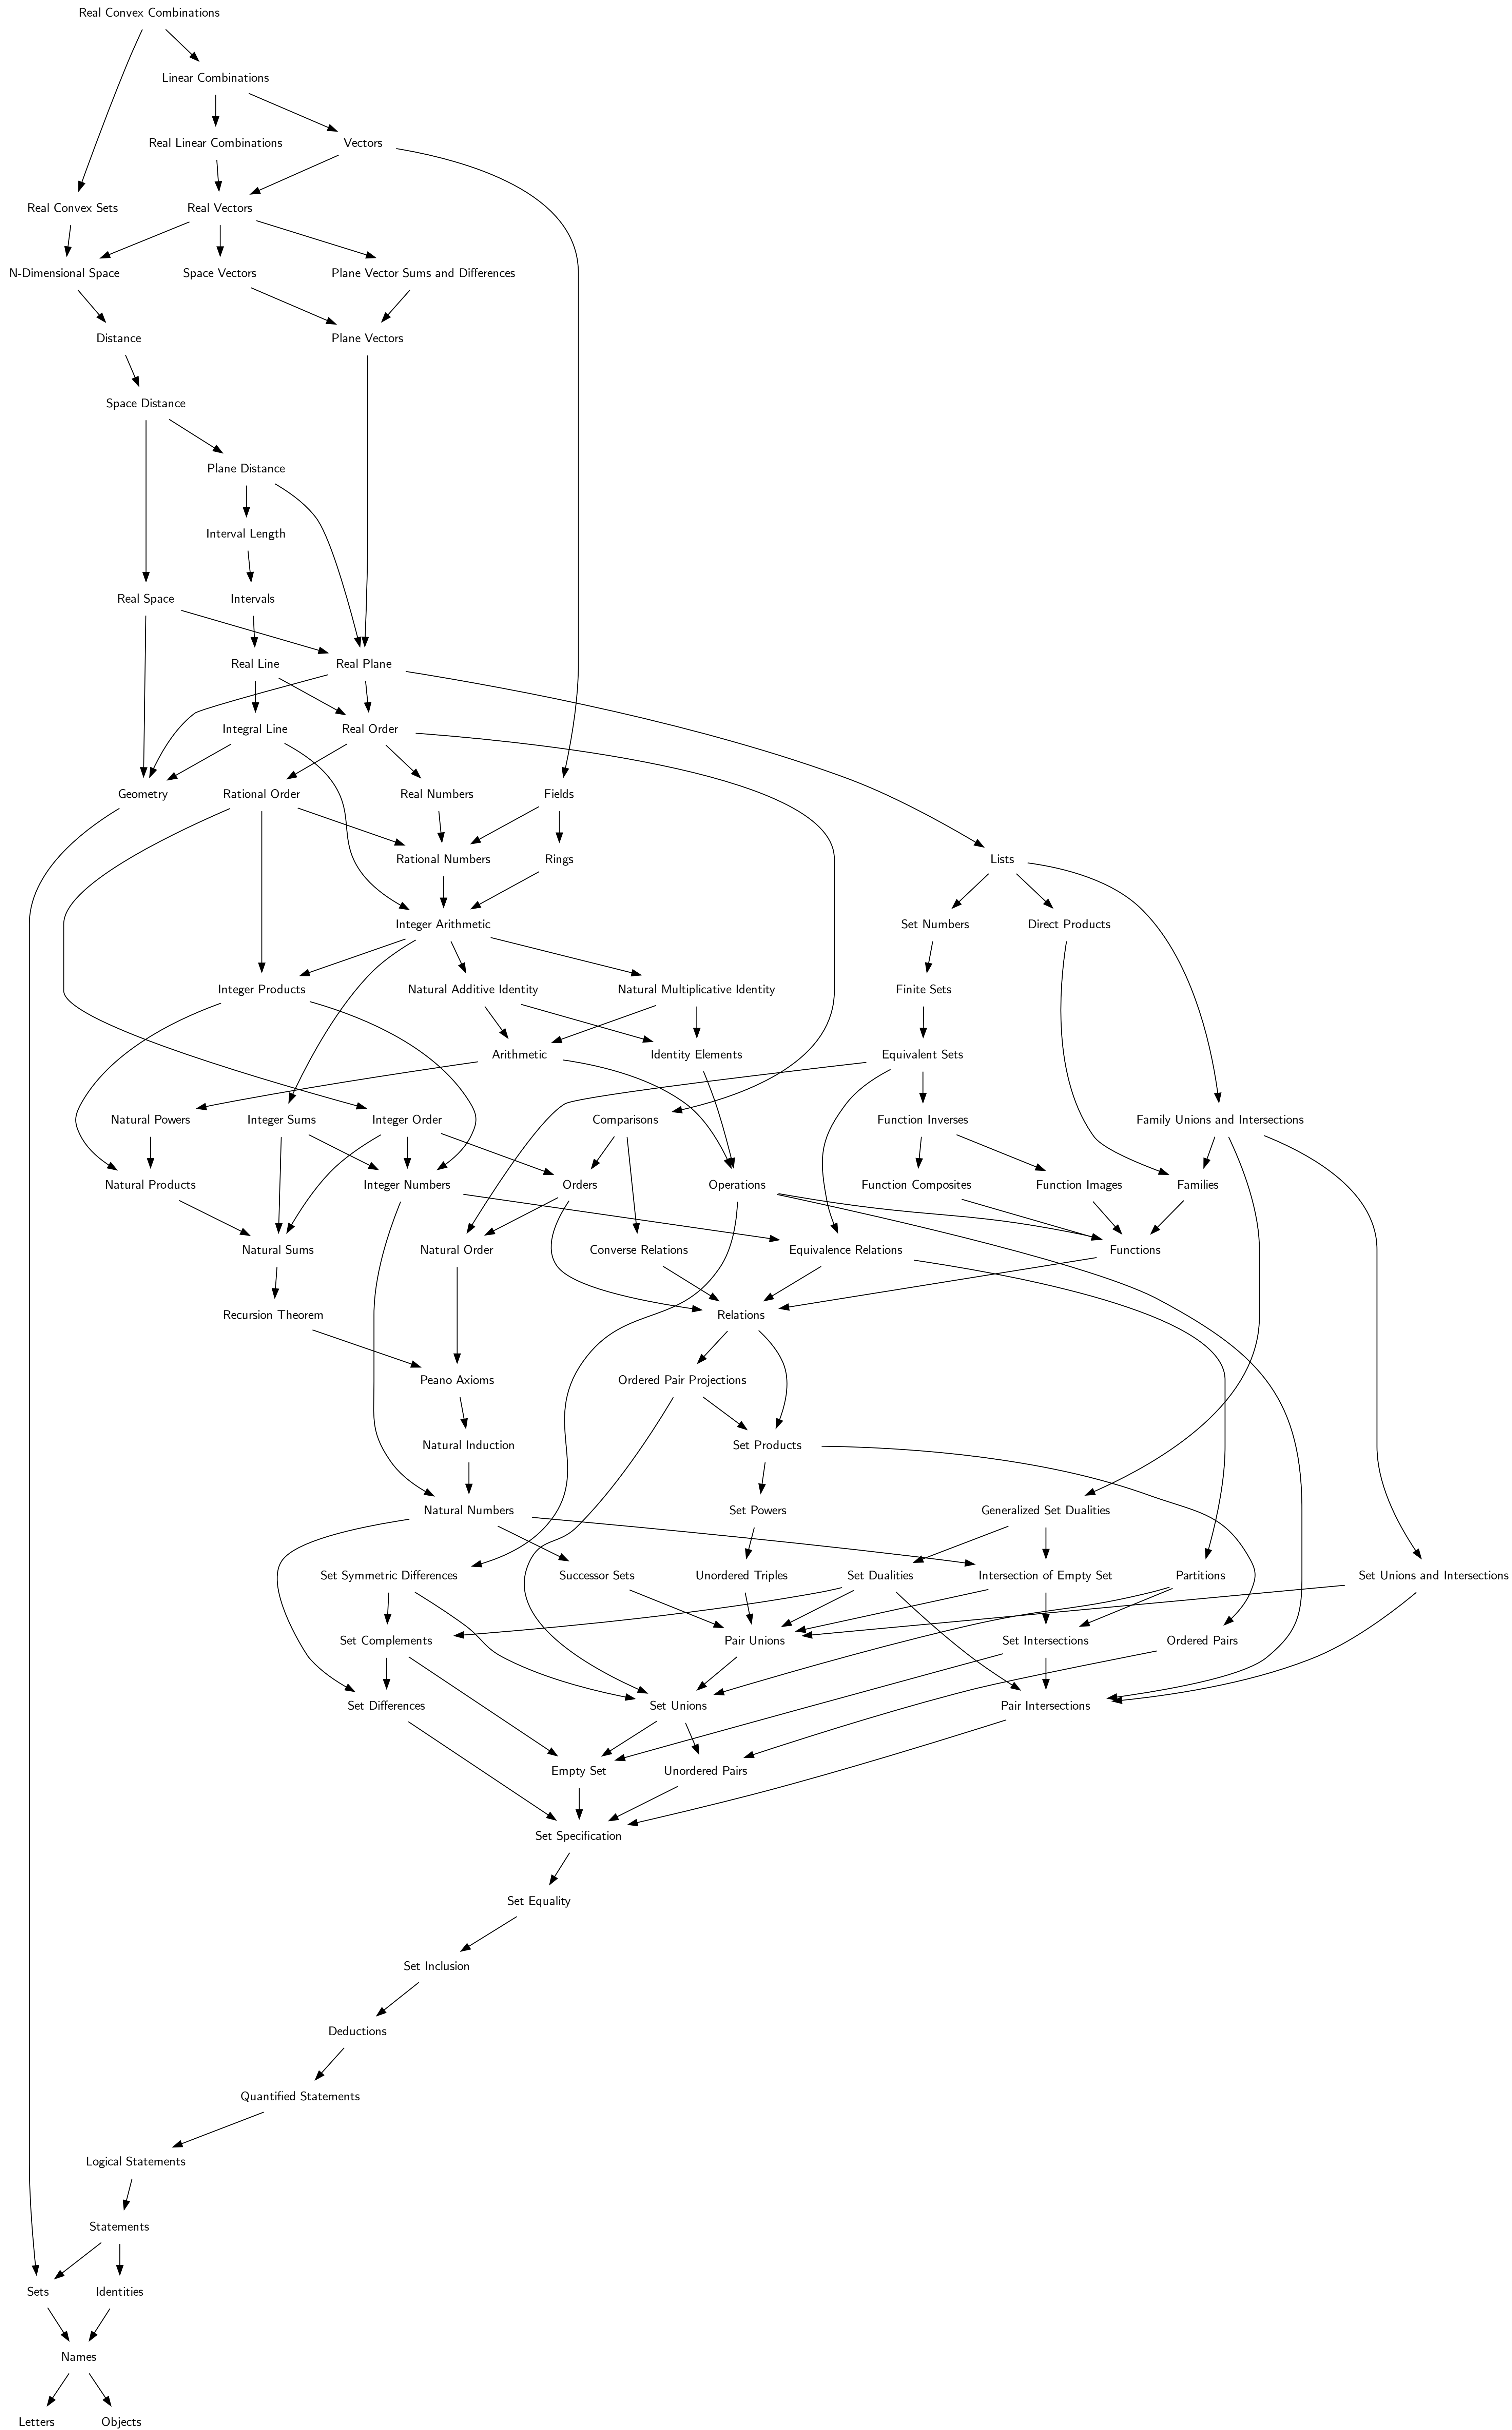 Real Convex Combinations
Linear Combinations
Real Linear Combinations
Vectors
Real Convex Sets
Real Vectors
N-Dimensional Space
Space Vectors
Plane Vector Sums and Differences
Distance
Plane Vectors
Space Distance
Plane Distance
Interval Length
Real Space
Intervals
Real Line
Real Plane
Integral Line
Real Order
Geometry
Rational Order
Real Numbers
Fields
Rational Numbers
Rings
Lists
Integer Arithmetic
Set Numbers
Direct Products
Integer Products
Natural Additive Identity
Natural Multiplicative Identity
Finite Sets
Arithmetic
Identity Elements
Equivalent Sets
Natural Powers
Integer Sums
Integer Order
Comparisons
Function Inverses
Family Unions and Intersections
Natural Products
Integer Numbers
Orders
Operations
Function Composites
Function Images
Families
Natural Sums
Natural Order
Converse Relations
Equivalence Relations
Functions
Recursion Theorem
Relations
Peano Axioms
Ordered Pair Projections
Natural Induction
Set Products
Natural Numbers
Set Powers
Generalized Set Dualities
Set Symmetric Differences
Successor Sets
Unordered Triples
Set Dualities
Intersection of Empty Set
Partitions
Set Unions and Intersections
Set Complements
Pair Unions
Set Intersections
Ordered Pairs
Set Differences
Set Unions
Pair Intersections
Empty Set
Unordered Pairs
Set Specification
Set Equality
Set Inclusion
Deductions
Quantified Statements
Logical Statements
Statements
Sets
Identities
Names
Letters
Objects